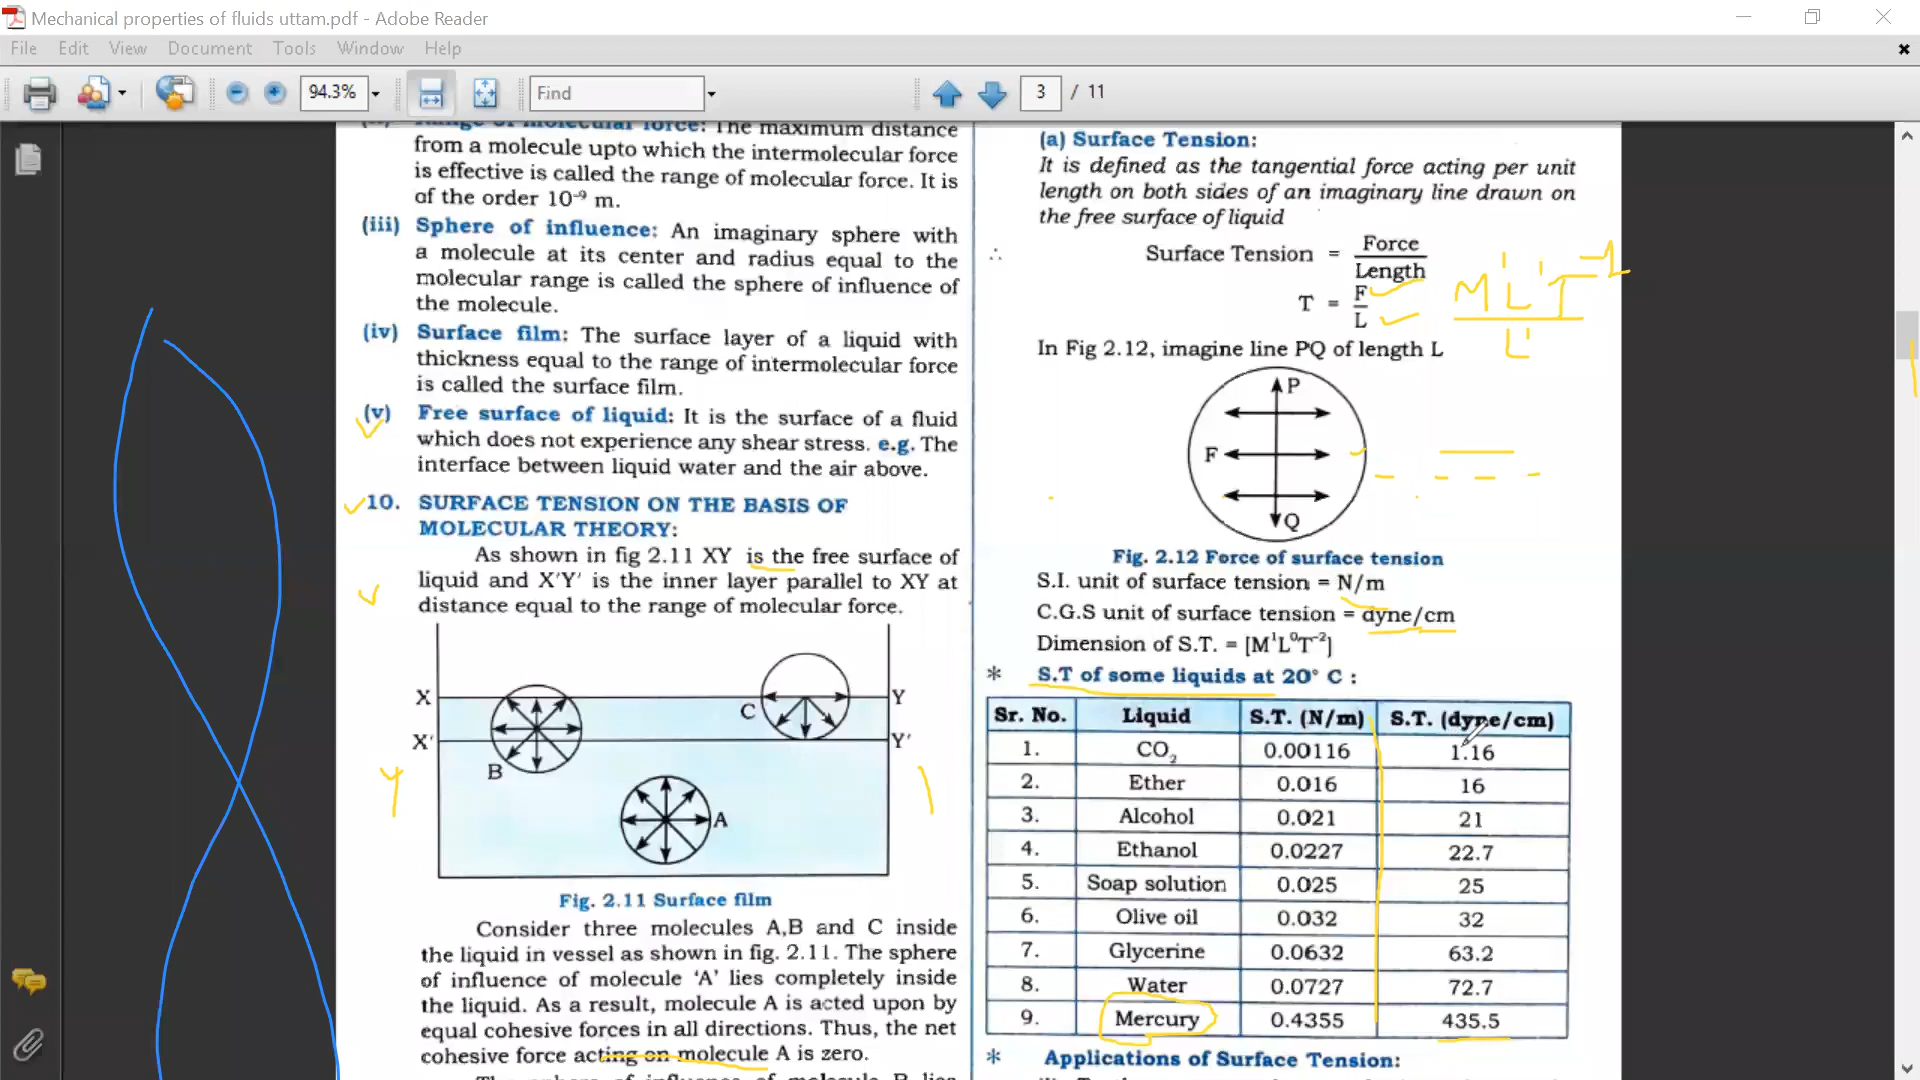 Mechanical properties of fluids uttam.pdf - Adobe Reader
File Edit View Document Tools Window Help
94.3% Find 3 / 11
Range of molecular force: The maximum distance
from a molecule upto which the intermolecular force
is effective is called the range of molecular force. It is
of the order 10⁻⁹ m.
(iii) Sphere of influence: An imaginary sphere with
a molecule at its center and radius equal to the
molecular range is called the sphere of influence of
the molecule.
(iv) Surface film: The surface layer of a liquid with
thickness equal to the range of intermolecular force
is called the surface film.
(v) Free surface of liquid: It is the surface of a fluid
which does not experience any shear stress. e.g. The
interface between liquid water and the air above.
10. SURFACE TENSION ON THE BASIS OF
MOLECULAR THEORY:
As shown in fig 2.11 XY is the free surface of
liquid and X'Y' is the inner layer parallel to XY at
distance equal to the range of molecular force.
X Y
C
X' Y'
B
A
Fig. 2.11 Surface film
Consider three molecules A,B and C inside
the liquid in vessel as shown in fig. 2.11. The sphere
of influence of molecule 'A' lies completely inside
the liquid. As a result, molecule A is acted upon by
equal cohesive forces in all directions. Thus, the net
cohesive force acting on molecule A is zero.
(a) Surface Tension:
It is defined as the tangential force acting per unit
length on both sides of an imaginary line drawn on
the free surface of liquid
∴ Surface Tension = Force
Length
T = F
L
M¹ L¹ T⁻¹
L¹
In Fig 2.12, imagine line PQ of length L
P
F
Q
Fig. 2.12 Force of surface tension
S.I. unit of surface tension = N/m
C.G.S unit of surface tension = dyne/cm
Dimension of S.T. = [M¹L⁰T⁻²]
* S.T of some liquids at 20° C :
Sr. No. Liquid S.T. (N/m) S.T. (dyne/cm)
1. CO₂ 0.00116 1.16
2. Ether 0.016 16
3. Alcohol 0.021 21
4. Ethanol 0.0227 22.7
5. Soap solution 0.025 25
6. Olive oil 0.032 32
7. Glycerine 0.0632 63.2
8. Water 0.0727 72.7
9. Mercury 0.4355 435.5
* Applications of Surface Tension: